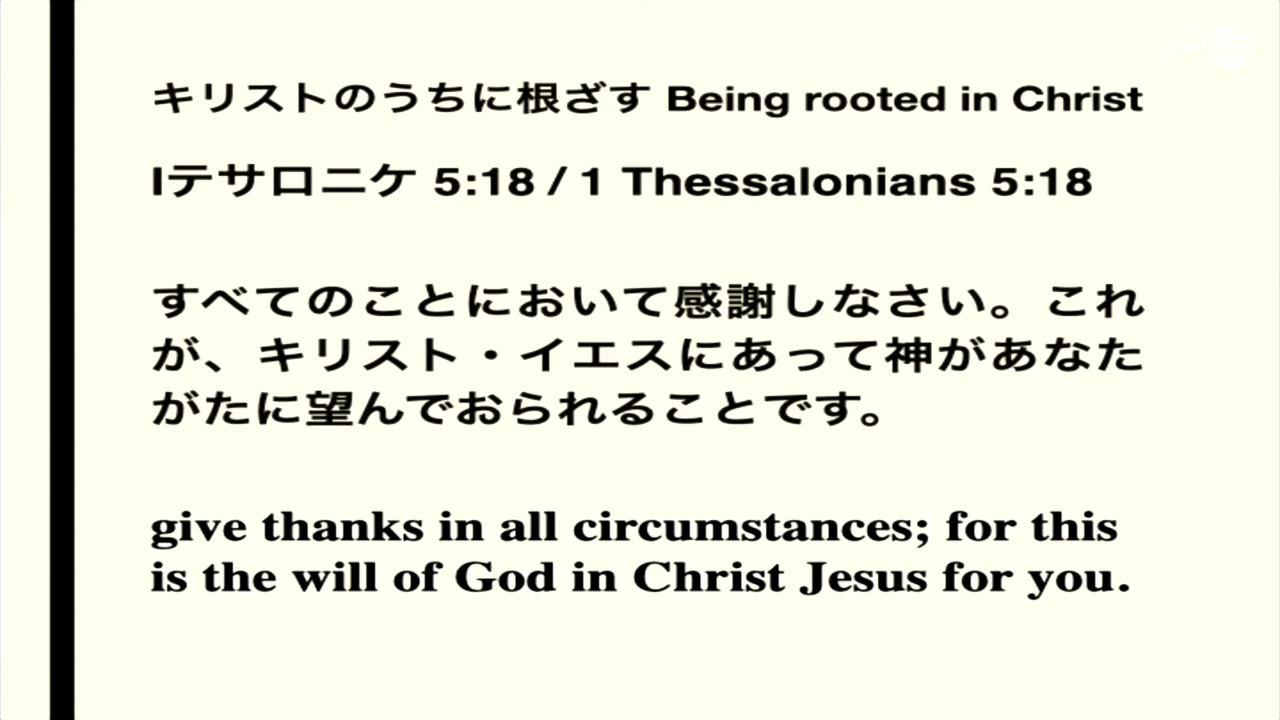 キリストのうちに根ざす Being rooted in Christ
Iテサロニケ 5:18 / 1 Thessalonians 5:18
すべてのことにおいて感謝しなさい。これ
が、キリスト・イエスにあって神があなた
がたに望んでおられることです。
give thanks in all circumstances; for this
is the will of God in Christ Jesus for you.